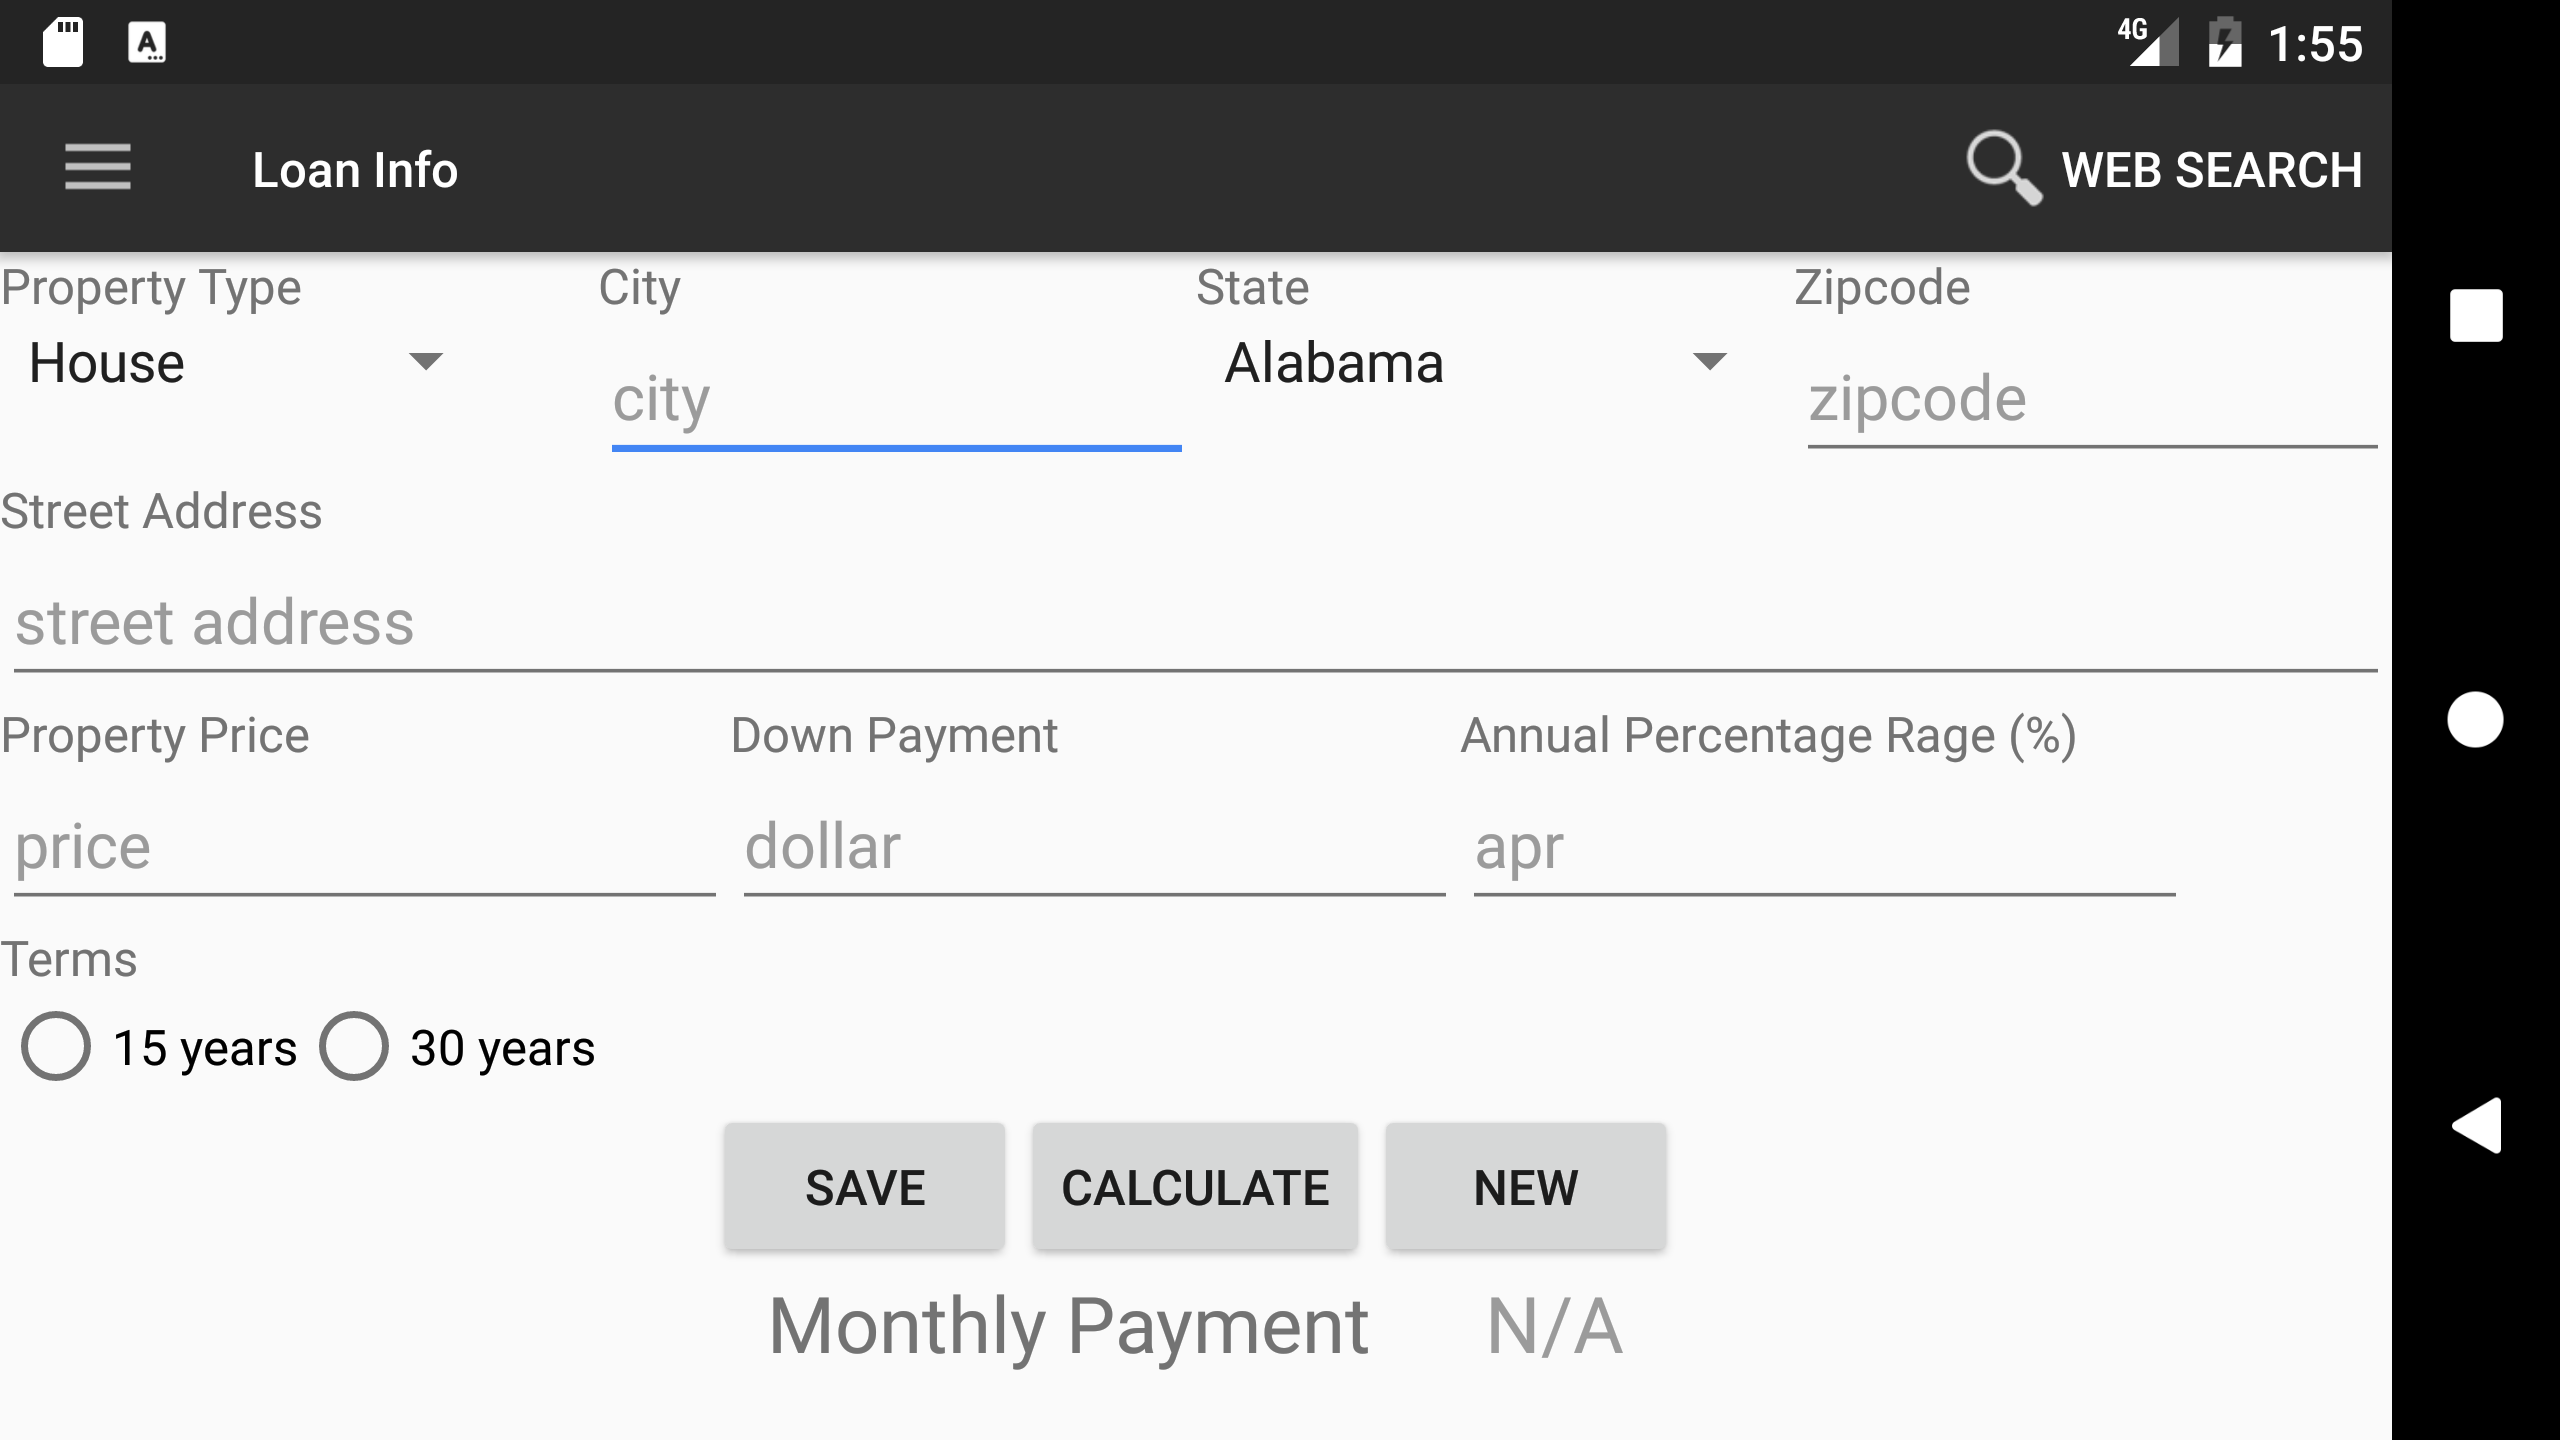 4G 1:55
Loan Info WEB SEARCH
Property Type City State Zipcode
House city Alabama zipcode
Street Address
street address
Property Price Down Payment Annual Percentage Rage (%)
price dollar apr
Terms
15 years 30 years
SAVE CALCULATE NEW
Monthly Payment N/A